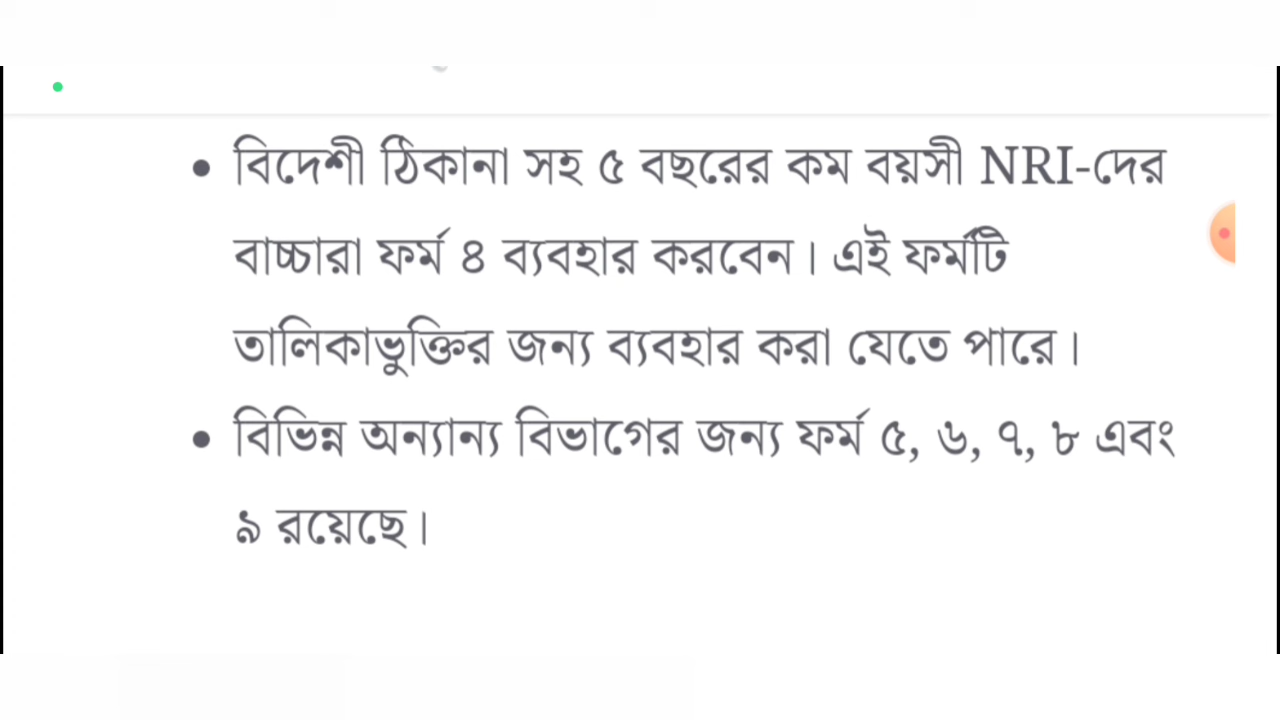 • বিদেশী ঠিকানা সহ ৫ বছরের কম বয়সী NRI-দের
বাচ্চারা ফর্ম ৪ ব্যবহার করবেন। এই ফর্মটি
তালিকাভুক্তির জন্য ব্যবহার করা যেতে পারে।
• বিভিন্ন অন্যান্য বিভাগের জন্য ফর্ম ৫, ৬, ৭, ৮ এবং
৯ রয়েছে।